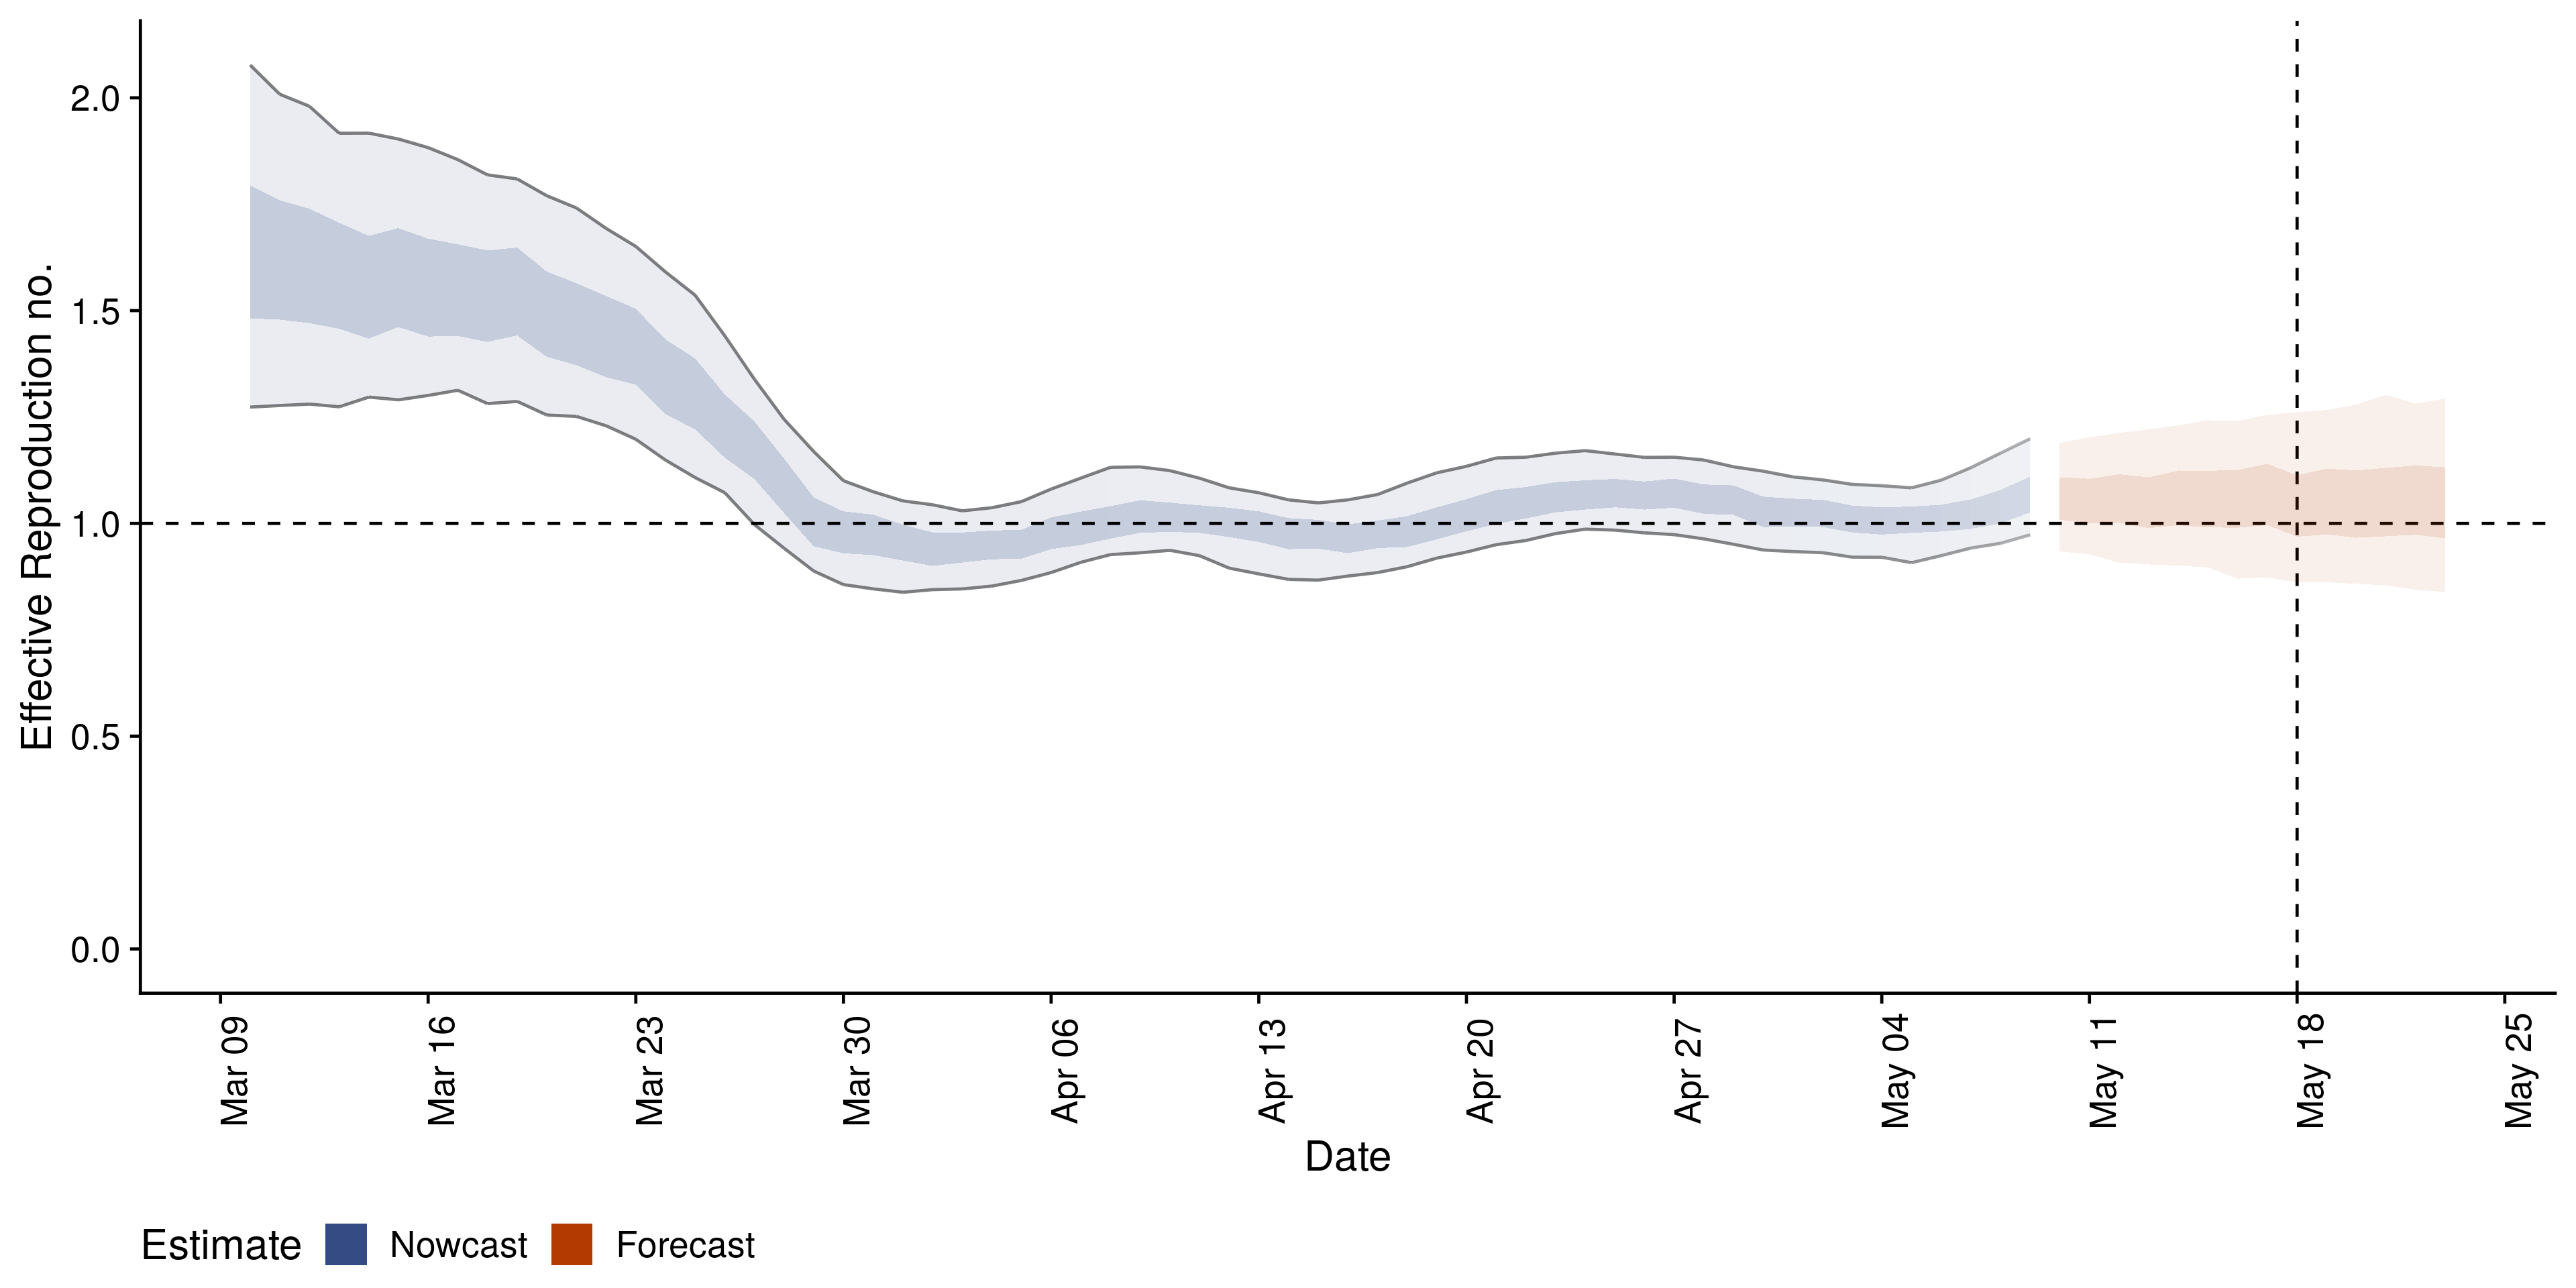 Effective Reproduction no.
2.0
1.5
1.0
0.5
0.0
Mar 09
Mar 16
Mar 23
Mar 30
Apr 06
Apr 13
Apr 20
Apr 27
May 04
May 11
May 18
May 25
Date
Estimate Nowcast Forecast